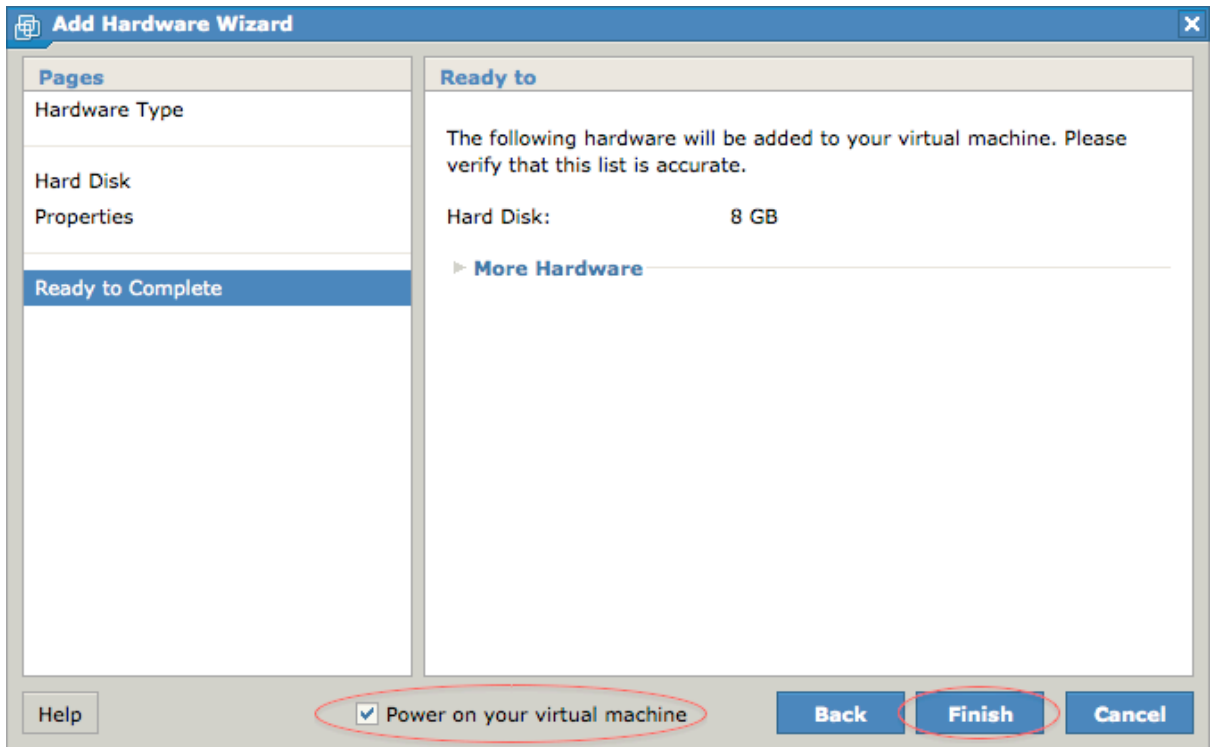 Add Hardware Wizard
Pages
Hardware Type
Hard Disk
Properties
Ready to Complete
Ready to
The following hardware will be added to your virtual machine. Please
verify that this list is accurate.
Hard Disk: 8 GB
More Hardware
Help
Power on your virtual machine
Back
Finish
Cancel